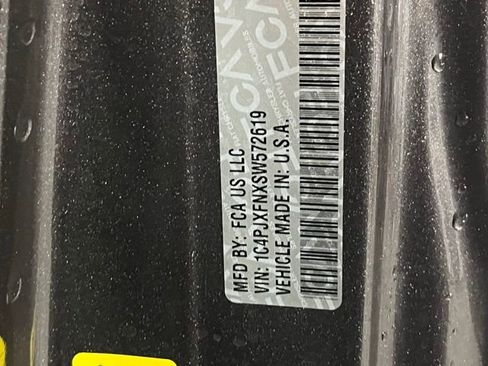 MFD BY: FCA US LLC
VIN: 1C4PJXFNXSW572619
VEHICLE MADE IN: U.S.A.